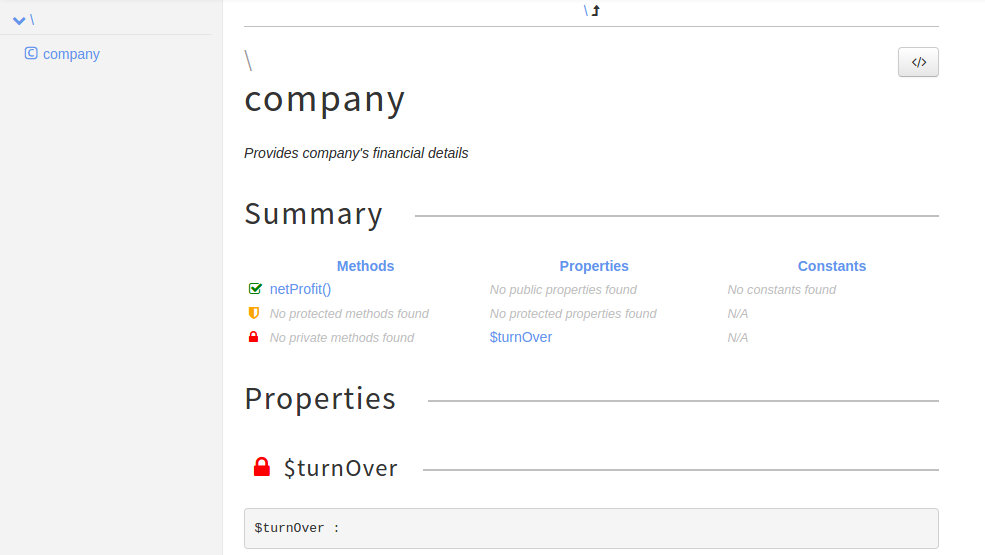 \
\
company
\
</>
company
Provides company's financial details
Summary
Methods Properties Constants
netProfit() No public properties found No constants found
No protected methods found No protected properties found N/A
No private methods found $turnOver N/A
Properties
$turnOver
$turnOver :